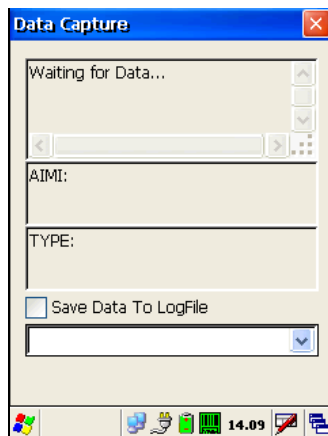 Data Capture
Waiting for Data...
AIMI:
TYPE:
Save Data To LogFile
14.09